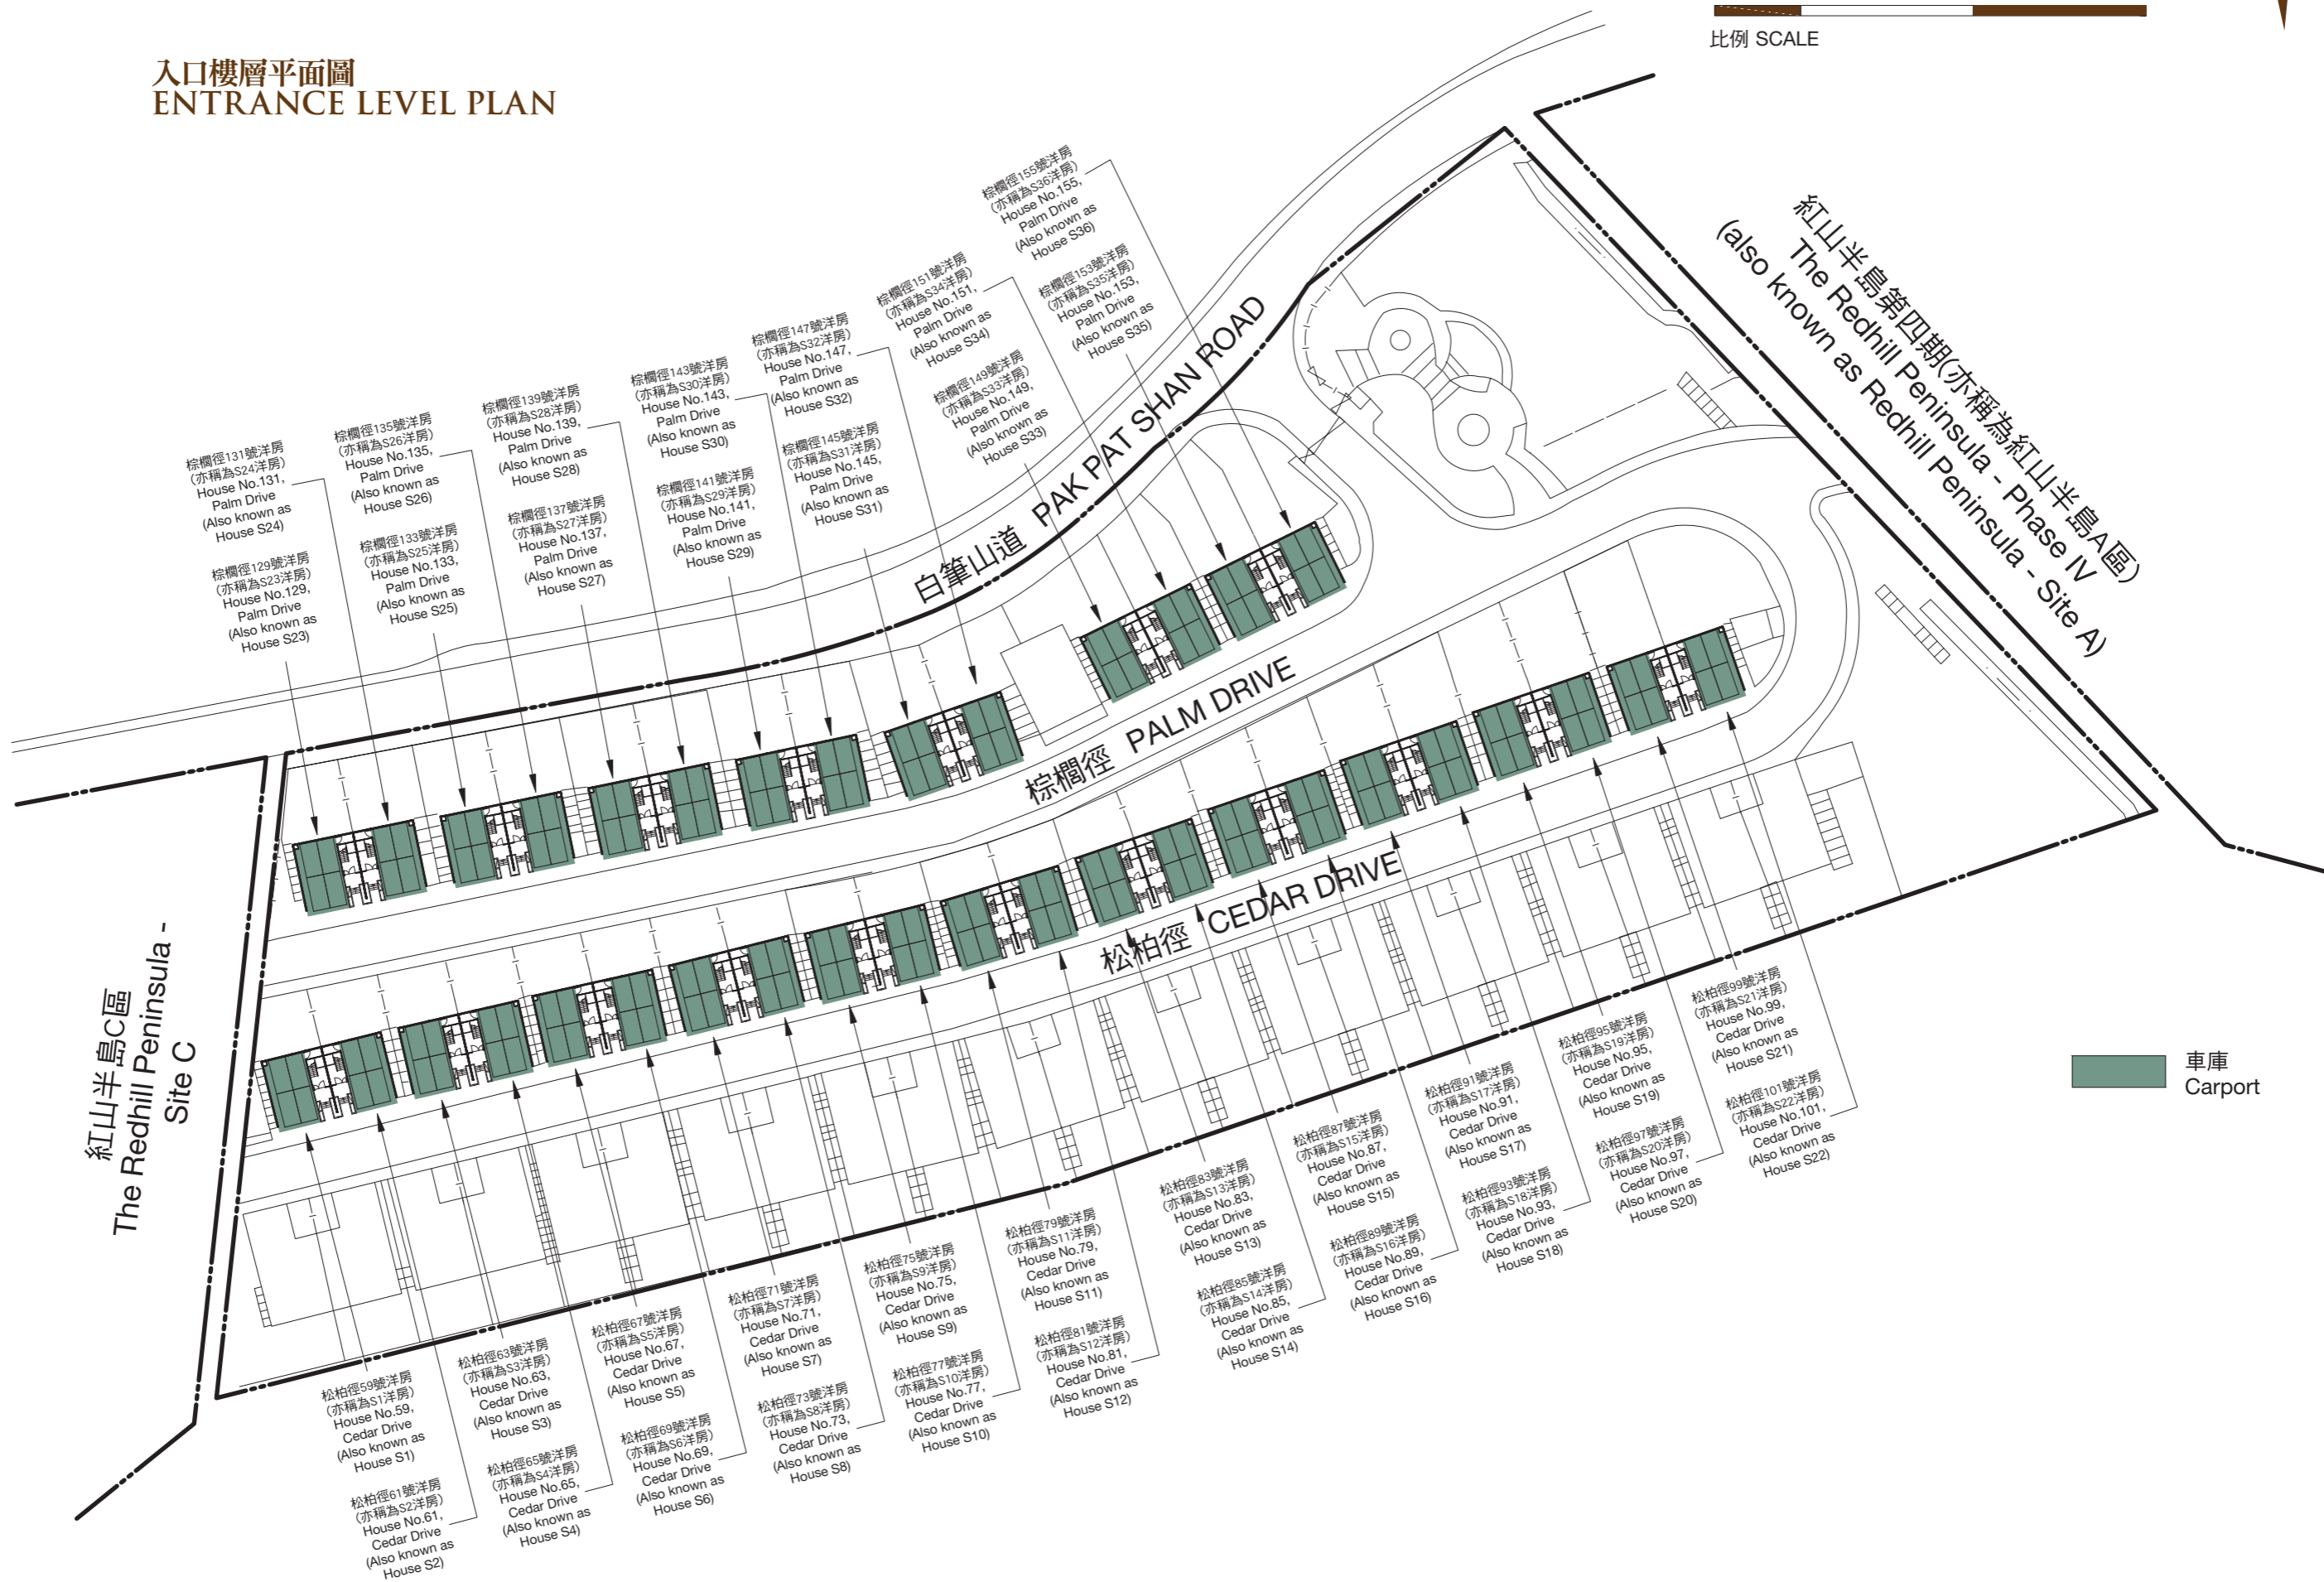 入口樓層平面圖
ENTRANCE LEVEL PLAN
比例 SCALE
棕櫚徑155號洋房
(亦稱為S36洋房)
House No.155,
Palm Drive
(Also known as
House S36)
棕櫚徑153號洋房
(亦稱為S35洋房)
House No.153,
Palm Drive
(Also known as
House S35)
棕櫚徑151號洋房
(亦稱為S34洋房)
House No.151,
Palm Drive
(Also known as
House S34)
棕櫚徑149號洋房
(亦稱為S33洋房)
House No.149,
Palm Drive
(Also known as
House S33)
棕櫚徑147號洋房
(亦稱為S32洋房)
House No.147,
Palm Drive
(Also known as
House S32)
棕櫚徑145號洋房
(亦稱為S31洋房)
House No.145,
Palm Drive
(Also known as
House S31)
棕櫚徑143號洋房
(亦稱為S30洋房)
House No.143,
Palm Drive
(Also known as
House S30)
棕櫚徑141號洋房
(亦稱為S29洋房)
House No.141,
Palm Drive
(Also known as
House S29)
棕櫚徑139號洋房
(亦稱為S28洋房)
House No.139,
Palm Drive
(Also known as
House S28)
棕櫚徑137號洋房
(亦稱為S27洋房)
House No.137,
Palm Drive
(Also known as
House S27)
棕櫚徑135號洋房
(亦稱為S26洋房)
House No.135,
Palm Drive
(Also known as
House S26)
棕櫚徑133號洋房
(亦稱為S25洋房)
House No.133,
Palm Drive
(Also known as
House S25)
棕櫚徑131號洋房
(亦稱為S24洋房)
House No.131,
Palm Drive
(Also known as
House S24)
棕櫚徑129號洋房
(亦稱為S23洋房)
House No.129,
Palm Drive
(Also known as
House S23)
紅山半島第四期(亦稱為紅山半島A區)
The Redhill Peninsula - Phase IV
(also known as Redhill Peninsula - Site A)
白筆山道 PAK PAT SHAN ROAD
棕櫚徑 PALM DRIVE
松柏徑 CEDAR DRIVE
紅山半島C區
The Redhill Peninsula -
Site C
車庫
Carport
松柏徑59號洋房
(亦稱為S1洋房)
House No.59,
Cedar Drive
(Also known as
House S1)
松柏徑61號洋房
(亦稱為S2洋房)
House No.61,
Cedar Drive
(Also known as
House S2)
松柏徑63號洋房
(亦稱為S3洋房)
House No.63,
Cedar Drive
(Also known as
House S3)
松柏徑65號洋房
(亦稱為S4洋房)
House No.65,
Cedar Drive
(Also known as
House S4)
松柏徑67號洋房
(亦稱為S5洋房)
House No.67,
Cedar Drive
(Also known as
House S5)
松柏徑69號洋房
(亦稱為S6洋房)
House No.69,
Cedar Drive
(Also known as
House S6)
松柏徑71號洋房
(亦稱為S7洋房)
House No.71,
Cedar Drive
(Also known as
House S7)
松柏徑73號洋房
(亦稱為S8洋房)
House No.73,
Cedar Drive
(Also known as
House S8)
松柏徑75號洋房
(亦稱為S9洋房)
House No.75,
Cedar Drive
(Also known as
House S9)
松柏徑77號洋房
(亦稱為S10洋房)
House No.77,
Cedar Drive
(Also known as
House S10)
松柏徑79號洋房
(亦稱為S11洋房)
House No.79,
Cedar Drive
(Also known as
House S11)
松柏徑81號洋房
(亦稱為S12洋房)
House No.81,
Cedar Drive
(Also known as
House S12)
松柏徑83號洋房
(亦稱為S13洋房)
House No.83,
Cedar Drive
(Also known as
House S13)
松柏徑85號洋房
(亦稱為S14洋房)
House No.85,
Cedar Drive
(Also known as
House S14)
松柏徑87號洋房
(亦稱為S15洋房)
House No.87,
Cedar Drive
(Also known as
House S15)
松柏徑89號洋房
(亦稱為S16洋房)
House No.89,
Cedar Drive
(Also known as
House S16)
松柏徑91號洋房
(亦稱為S17洋房)
House No.91,
Cedar Drive
(Also known as
House S17)
松柏徑93號洋房
(亦稱為S18洋房)
House No.93,
Cedar Drive
(Also known as
House S18)
松柏徑95號洋房
(亦稱為S19洋房)
House No.95,
Cedar Drive
(Also known as
House S19)
松柏徑97號洋房
(亦稱為S20洋房)
House No.97,
Cedar Drive
(Also known as
House S20)
松柏徑99號洋房
(亦稱為S21洋房)
House No.99,
Cedar Drive
(Also known as
House S21)
松柏徑101號洋房
(亦稱為S22洋房)
House No.101,
Cedar Drive
(Also known as
House S22)